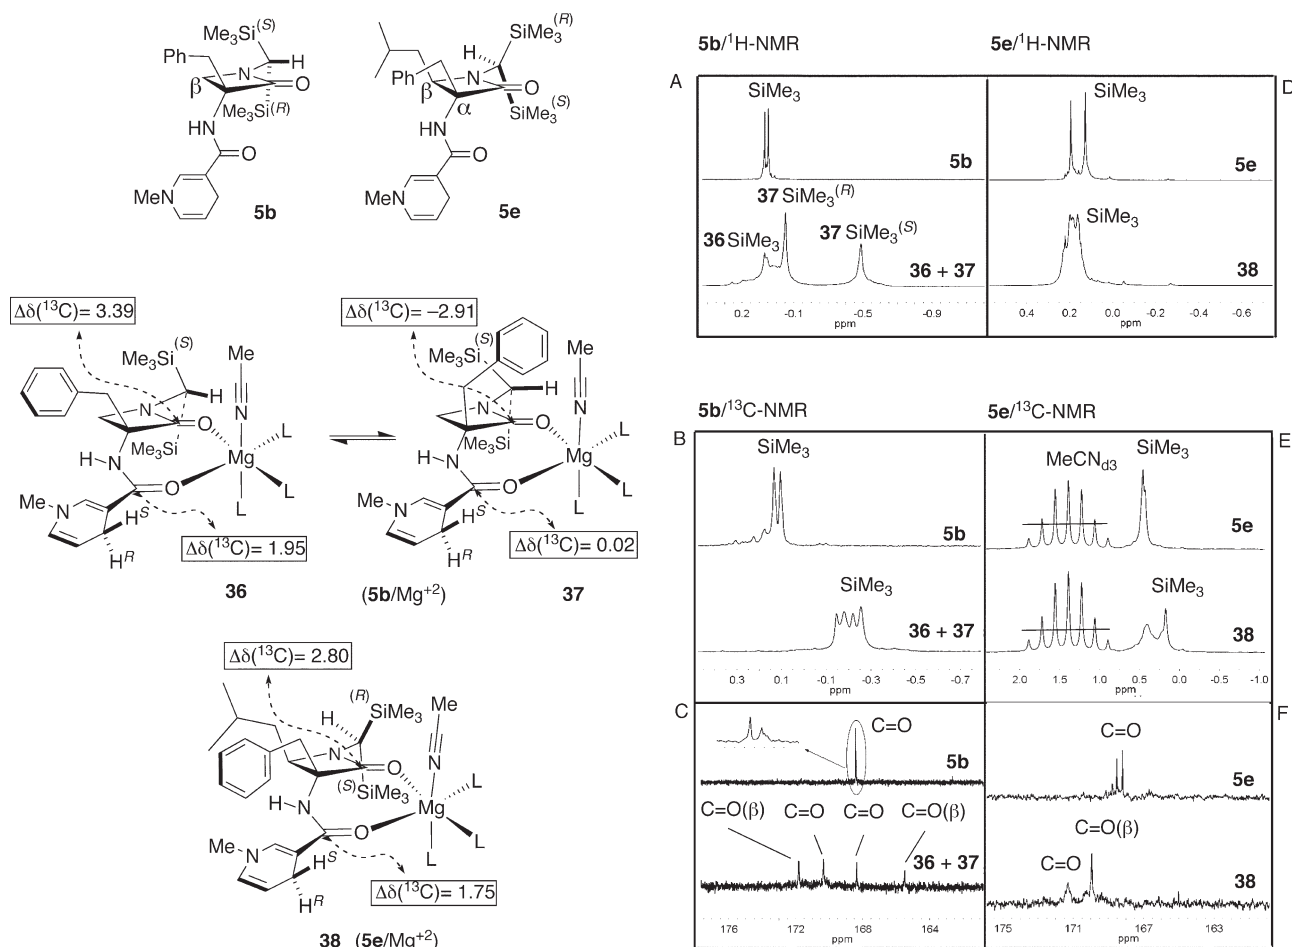 Me₃Si(S)
Ph
H
N
O
β
Me₃Si(R)
HN
O
MeN
5b
SiMe₃(R)
H
N
O
Ph
β
α
SiMe₃(S)
HN
O
MeN
5e
Δδ(¹³C)= 3.39
Me₃Si(S)
Me
N
H
N
O
Me₃Si
Mg
L
L
L
H-N
O
Me-N
HS
HR
Δδ(¹³C)= 1.95
36
Δδ(¹³C)= –2.91
Me₃Si(S)
Me
N
H
N
O
Me₃Si
Mg
L
L
L
H-N
O
Me-N
HS
HR
Δδ(¹³C)= 0.02
(5b/Mg⁺²)
37
Δδ(¹³C)= 2.80
(R)
SiMe₃
Me
H
N
N
O
(S)
SiMe₃
Mg
L
L
L
H-N
O
Me-N
HS
HR
Δδ(¹³C)= 1.75
38 (5e/Mg⁺²)
5b/¹H-NMR
5e/¹H-NMR
A
SiMe₃
5b
37 SiMe₃(R)
36 SiMe₃
37 SiMe₃(S)
36 + 37
0.2 -0.1 -0.5 -0.9
ppm
D
SiMe₃
5e
SiMe₃
38
0.4 0.2 0.0 -0.2 -0.4 -0.6
ppm
5b/¹³C-NMR
5e/¹³C-NMR
B
SiMe₃
5b
SiMe₃
36 + 37
0.3 0.1 -0.1 -0.3 -0.5 -0.7
ppm
E
MeCNd3
SiMe₃
5e
SiMe₃
38
2.0 1.5 1.0 0.5 0.0 -0.5 -1.0
ppm
C
C=O
5b
C=O(β) C=O C=O C=O(β)
36 + 37
176 172 168 164
ppm
F
C=O
5e
C=O(β)
C=O
38
175 171 167 163
ppm